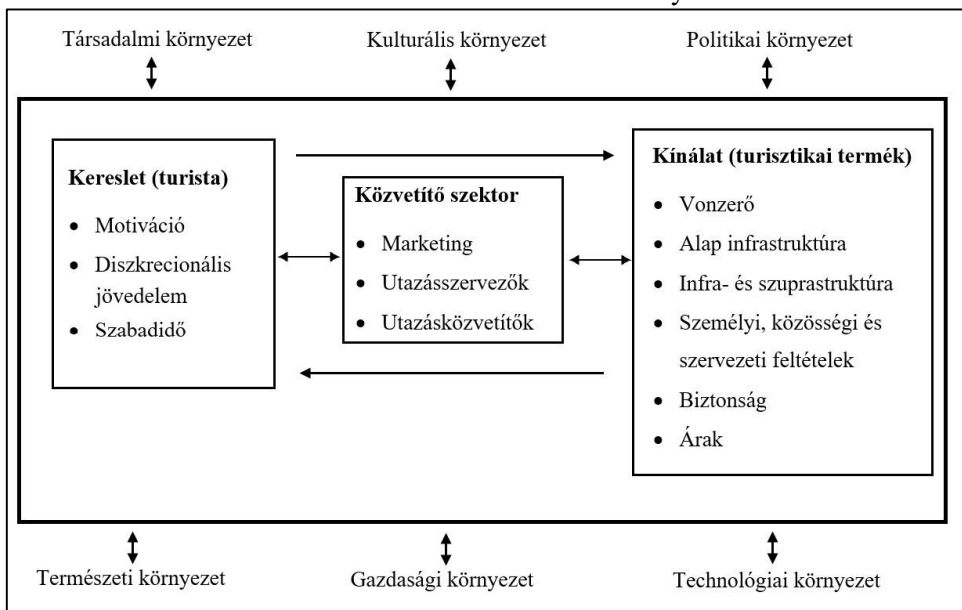 Társadalmi környezet
Kulturális környezet
Politikai környezet
Kereslet (turista)
• Motiváció
• Diszkrecionális
jövedelem
• Szabadidő
Közvetítő szektor
• Marketing
• Utazásszervezők
• Utazásközvetítők
Kínálat (turisztikai termék)
• Vonzerő
• Alap infrastruktúra
• Infra- és szuprastruktúra
• Személyi, közösségi és
szervezeti feltételek
• Biztonság
• Árak
Természeti környezet
Gazdasági környezet
Technológiai környezet